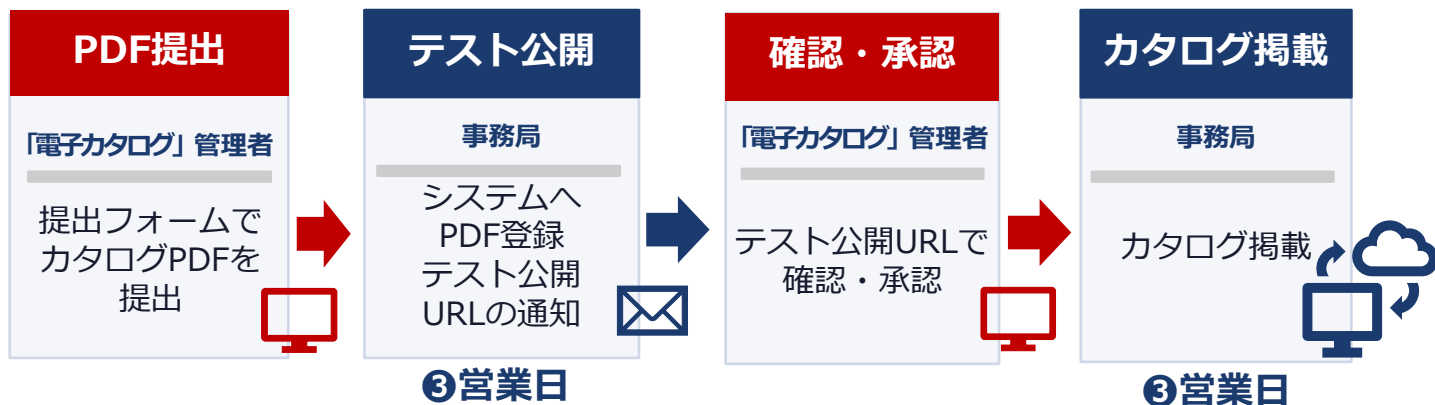 PDF提出
「電子カタログ」管理者
提出フォームで
カタログPDFを
提出
テスト公開
事務局
システムへ
PDF登録
テスト公開
URLの通知
❸営業日
確認・承認
「電子カタログ」管理者
テスト公開URLで
確認・承認
カタログ掲載
事務局
カタログ掲載
❸営業日